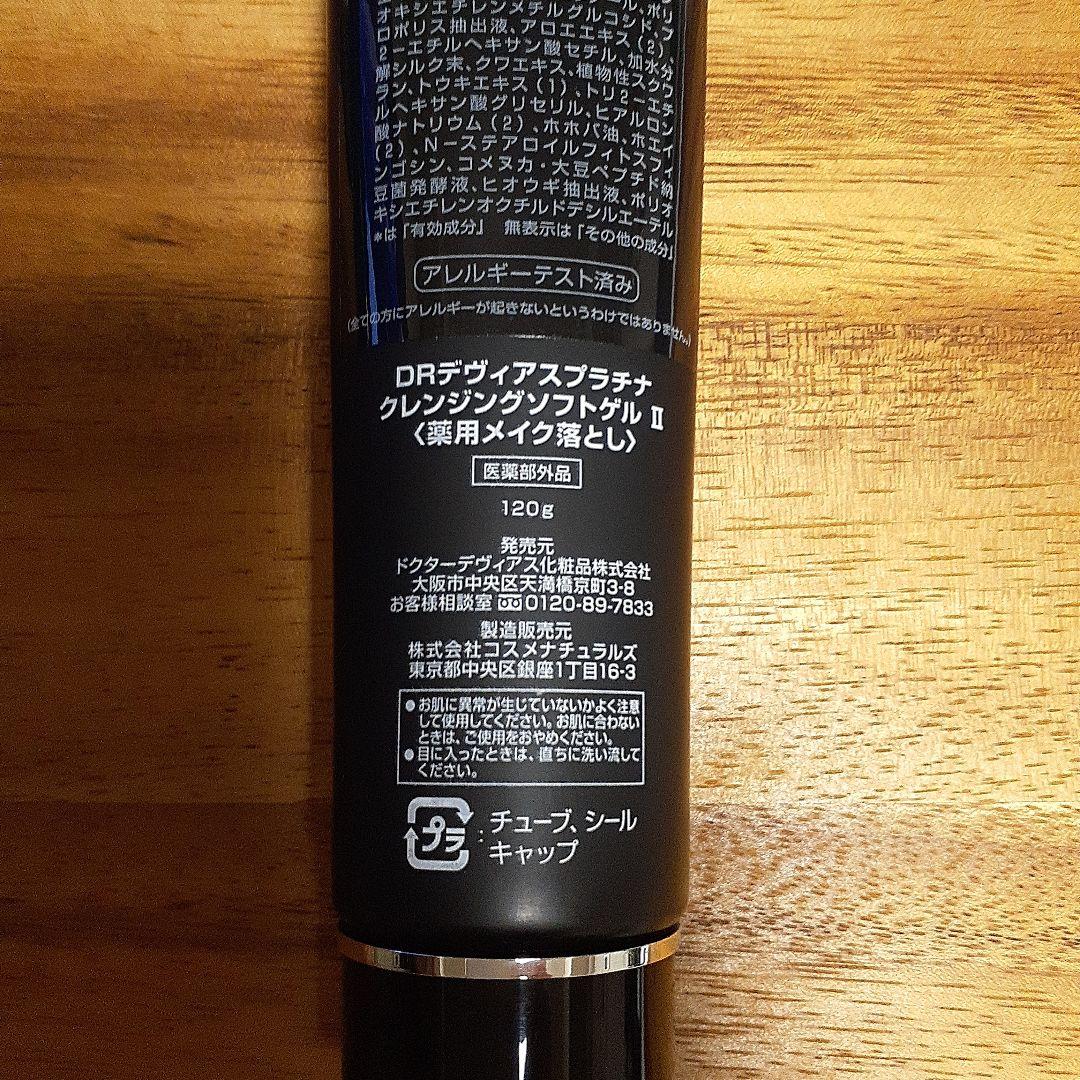 オキシエチレンメチルグルコシド、プ
ロポリス抽出液、アロエエキス(2)、
2－エチルヘキサン酸セチル、加水分
解シルク末、クワエキス、植物性スクワ
ラン、トウキエキス(1)、トリ2－エチ
ルヘキサン酸グリセリル、ヒアルロン
酸ナトリウム(2)、ホホバ油、ホエイ
(2)、N－ステアロイルフィトスフィ
ンゴシン、コメヌカ・大豆ペプチド納
豆菌発酵液、ヒオウギ抽出液、ポリオ
キシエチレンオクチルドデシルエーテル
*は「有効成分」 無表示は「その他の成分」
アレルギーテスト済み
(全ての方にアレルギーが起きないというわけではありません。)
DRデヴィアスプラチナ
クレンジングソフトゲル Ⅱ
〈薬用メイク落とし〉
医薬部外品
120g
発売元
ドクターデヴィアス化粧品株式会社
大阪市中央区天満橋京町3-8
お客様相談室 0120-89-7833
製造販売元
株式会社コスメナチュラルズ
東京都中央区銀座1丁目16-3
●お肌に異常が生じていないかよく注意
して使用してください。お肌に合わない
ときは、ご使用をおやめください。
●目に入ったときは、直ちに洗い流して
ください。
プラ : チューブ、シール
キャップ